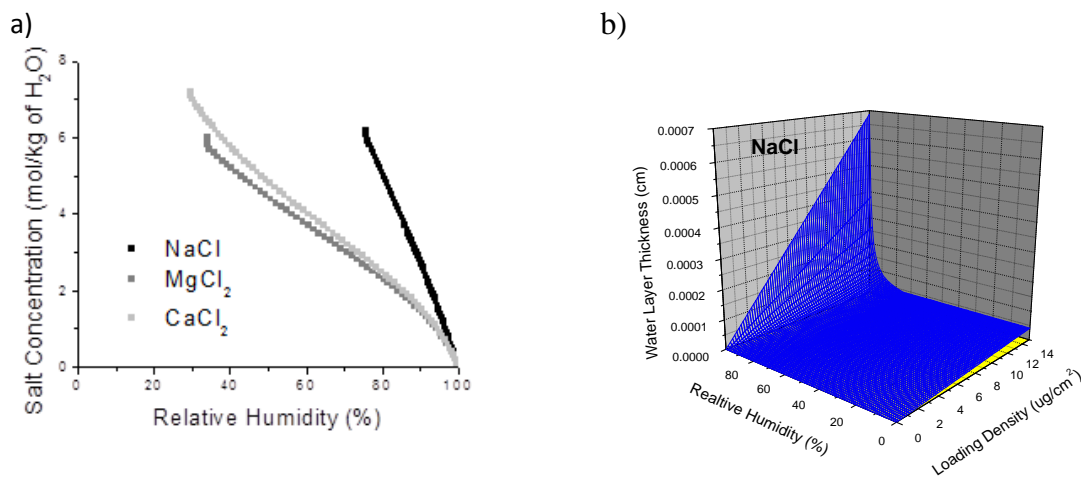 a)
Salt Concentration (mol/kg of H2O)
8
6
4
2
0
NaCl
MgCl2
CaCl2
0 20 40 60 80 100
Relative Humidity (%)
b)
NaCl
Water Layer Thickness (cm)
0.0007
0.0006
0.0005
0.0004
0.0003
0.0002
0.0001
0.0000
80 60 40 20 0
Realtive Humidity (%)
0 2 4 6 8 10 12 14
Loading Density (ug/cm2)